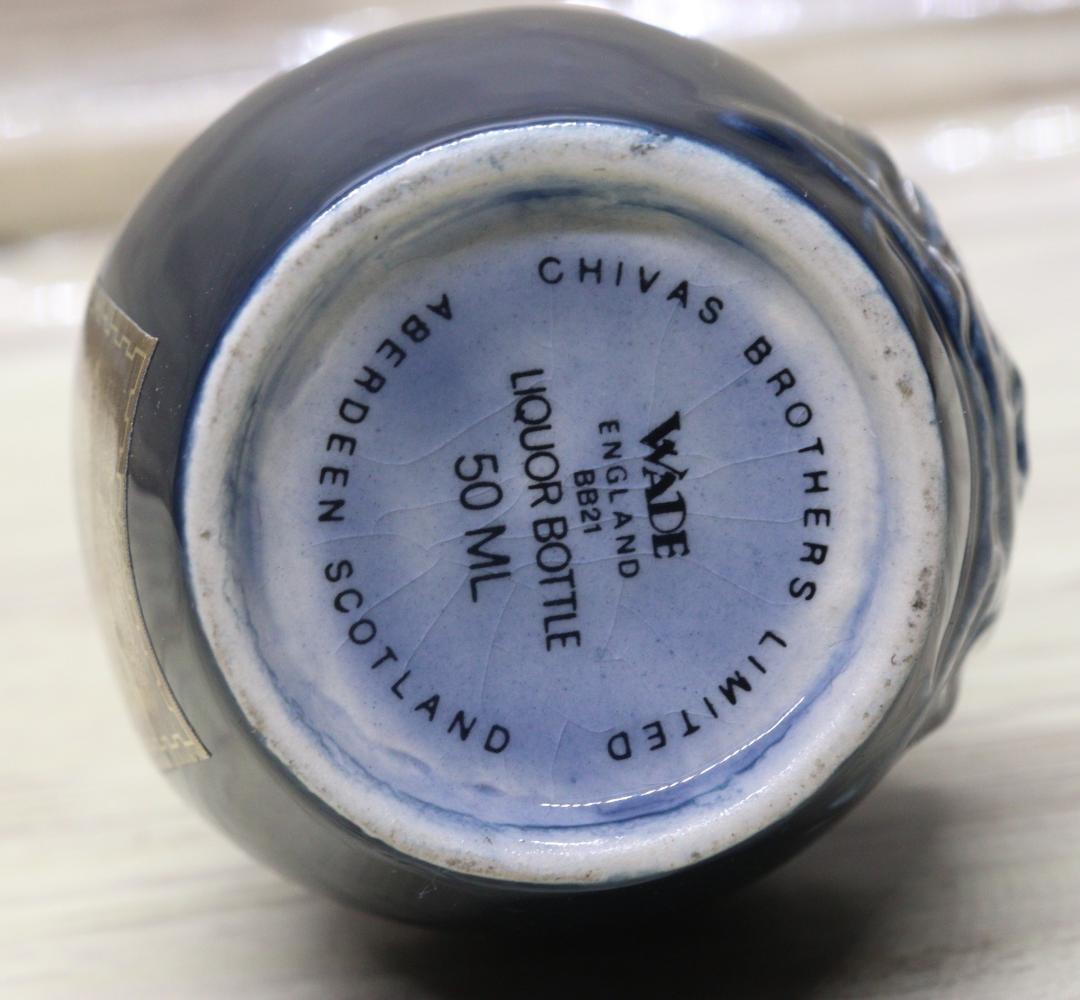 CHIVAS BROTHERS LIMITED
WADE
ENGLAND
BB21
LIQUOR BOTTLE
50 ML
ABERDEEN SCOTLAND